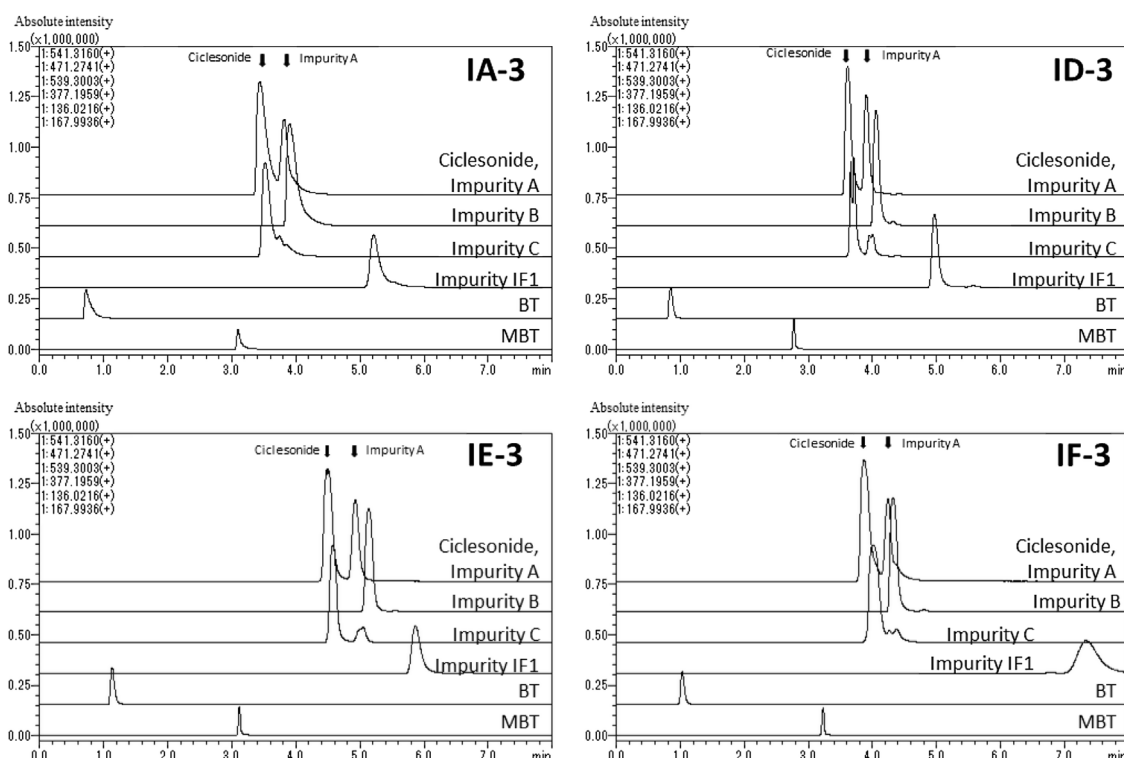 Absolute intensity
(×1,000,000)
1.50
1:541.3160(+)
1:471.2741(+)
1:539.3003(+)
1:377.1959(+)
1:136.0216(+)
1:167.9936(+)
Ciclesonide
Impurity A
IA-3
1.25
1.00
0.75
0.50
0.25
0.00
Ciclesonide,
Impurity A
Impurity B
Impurity C
Impurity IF1
BT
MBT
0.0 1.0 2.0 3.0 4.0 5.0 6.0 7.0 min
Absolute intensity
(×1,000,000)
1.50
1:541.3160(+)
1:471.2741(+)
1:539.3003(+)
1:377.1959(+)
1:136.0216(+)
1:167.9936(+)
Ciclesonide
Impurity A
ID-3
1.25
1.00
0.75
0.50
0.25
0.00
Ciclesonide,
Impurity A
Impurity B
Impurity C
Impurity IF1
BT
MBT
0.0 1.0 2.0 3.0 4.0 5.0 6.0 7.0 min
Absolute intensity
(×1,000,000)
1.50
1:541.3160(+)
1:471.2741(+)
1:539.3003(+)
1:377.1959(+)
1:136.0216(+)
1:167.9936(+)
Ciclesonide
Impurity A
IE-3
1.25
1.00
0.75
0.50
0.25
0.00
Ciclesonide,
Impurity A
Impurity B
Impurity C
Impurity IF1
BT
MBT
0.0 1.0 2.0 3.0 4.0 5.0 6.0 7.0 min
Absolute intensity
(×1,000,000)
1.50
1:541.3160(+)
1:471.2741(+)
1:539.3003(+)
1:377.1959(+)
1:136.0216(+)
1:167.9936(+)
Ciclesonide
Impurity A
IF-3
1.25
1.00
0.75
0.50
0.25
0.00
Ciclesonide,
Impurity A
Impurity B
Impurity C
Impurity IF1
BT
MBT
0.0 1.0 2.0 3.0 4.0 5.0 6.0 7.0 min